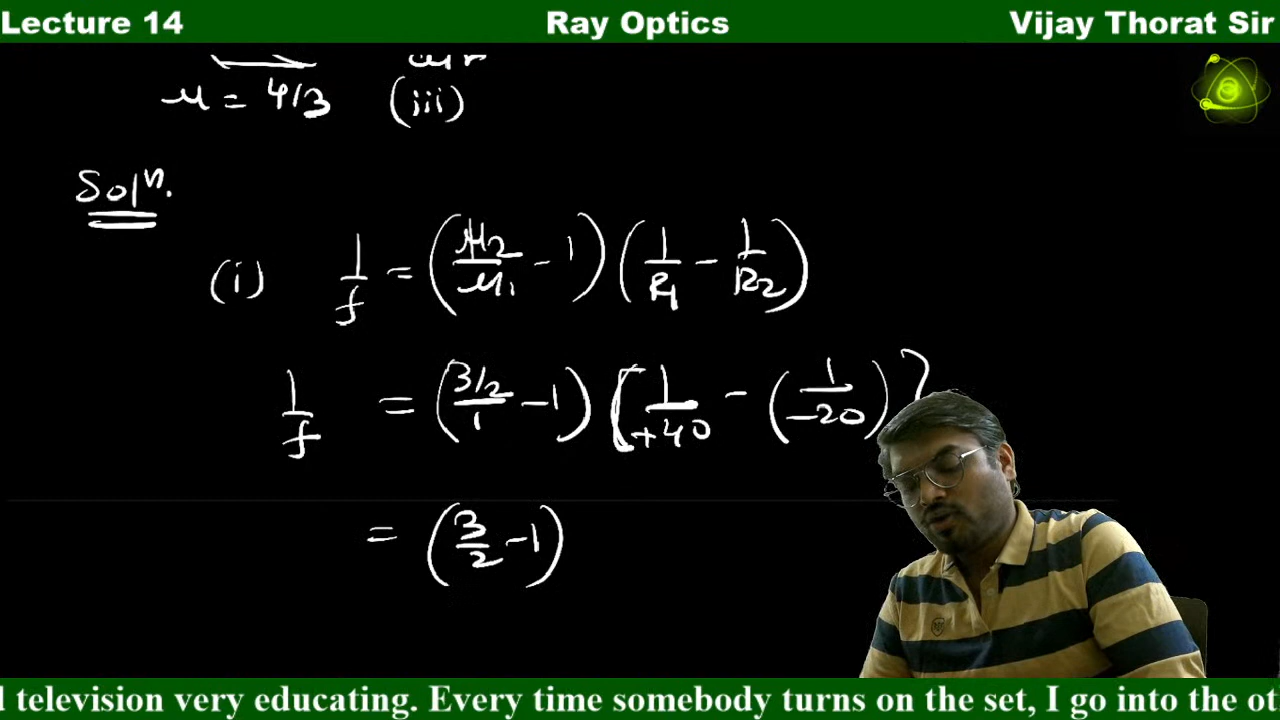 Lecture 14 Ray Optics Vijay Thorat Sir
air
μ = 4/3 (iii)
Solⁿ.
(i) 1/f = (μ₂/μ₁ - 1) (1/R₁ - 1/R₂)
1/f = (3/2/1 - 1) [1/+40 - (1/-20)]
= (3/2 - 1)
d television very educating. Every time somebody turns on the set, I go into the ot